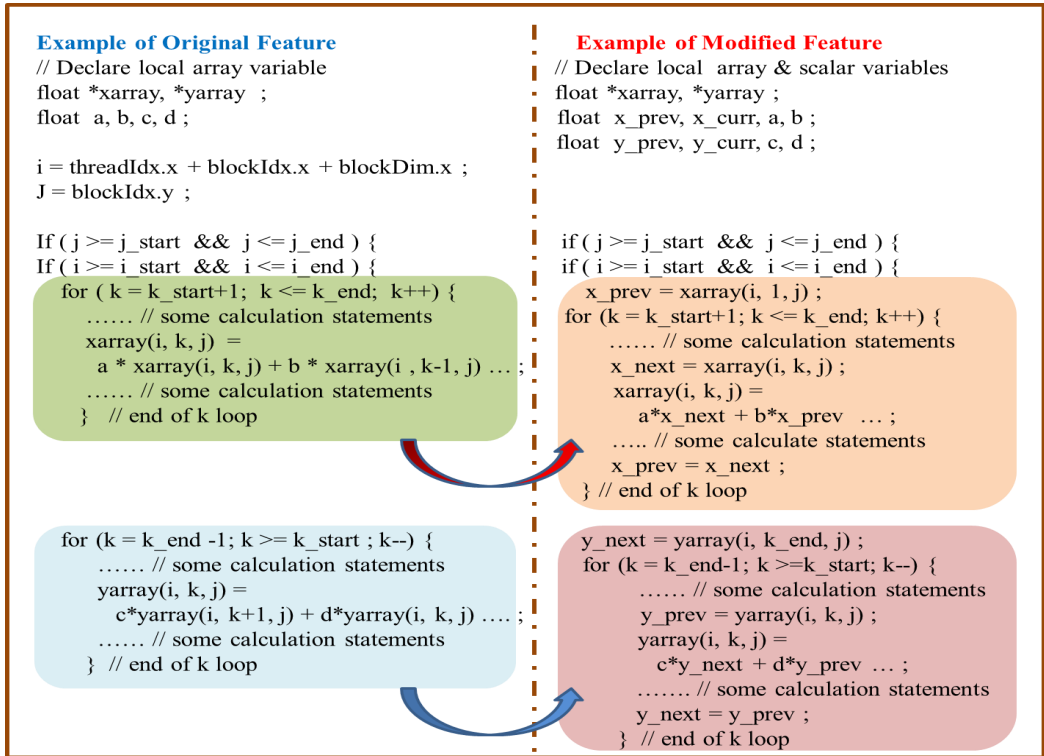 Example of Original Feature
// Declare local array variable
float *xarray, *yarray ;
float a, b, c, d ;
i = threadIdx.x + blockIdx.x + blockDim.x ;
J = blockIdx.y ;
If ( j >= j_start && j <= j_end ) {
If ( i >= i_start && i <= i_end ) {
for ( k = k_start+1; k <= k_end; k++) {
…… // some calculation statements
xarray(i, k, j) =
a * xarray(i, k, j) + b * xarray(i , k-1, j) … ;
…… // some calculation statements
} // end of k loop
for (k = k_end -1; k >= k_start ; k--) {
…… // some calculation statements
yarray(i, k, j) =
c*yarray(i, k+1, j) + d*yarray(i, k, j) …. ;
…… // some calculation statements
} // end of k loop
Example of Modified Feature
// Declare local array & scalar variables
float *xarray, *yarray ;
float x_prev, x_curr, a, b ;
float y_prev, y_curr, c, d ;
if ( j >= j_start && j <= j_end ) {
if ( i >= i_start && i <= i_end ) {
x_prev = xarray(i, 1, j) ;
for (k = k_start+1; k <= k_end; k++) {
…… // some calculation statements
x_next = xarray(i, k, j) ;
xarray(i, k, j) =
a*x_next + b*x_prev … ;
….. // some calculate statements
x_prev = x_next ;
} // end of k loop
y_next = yarray(i, k_end, j) ;
for (k = k_end-1; k >=k_start; k--) {
…… // some calculation statements
y_prev = yarray(i, k, j) ;
yarray(i, k, j) =
c*y_next + d*y_prev … ;
……. // some calculation statements
y_next = y_prev ;
} // end of k loop